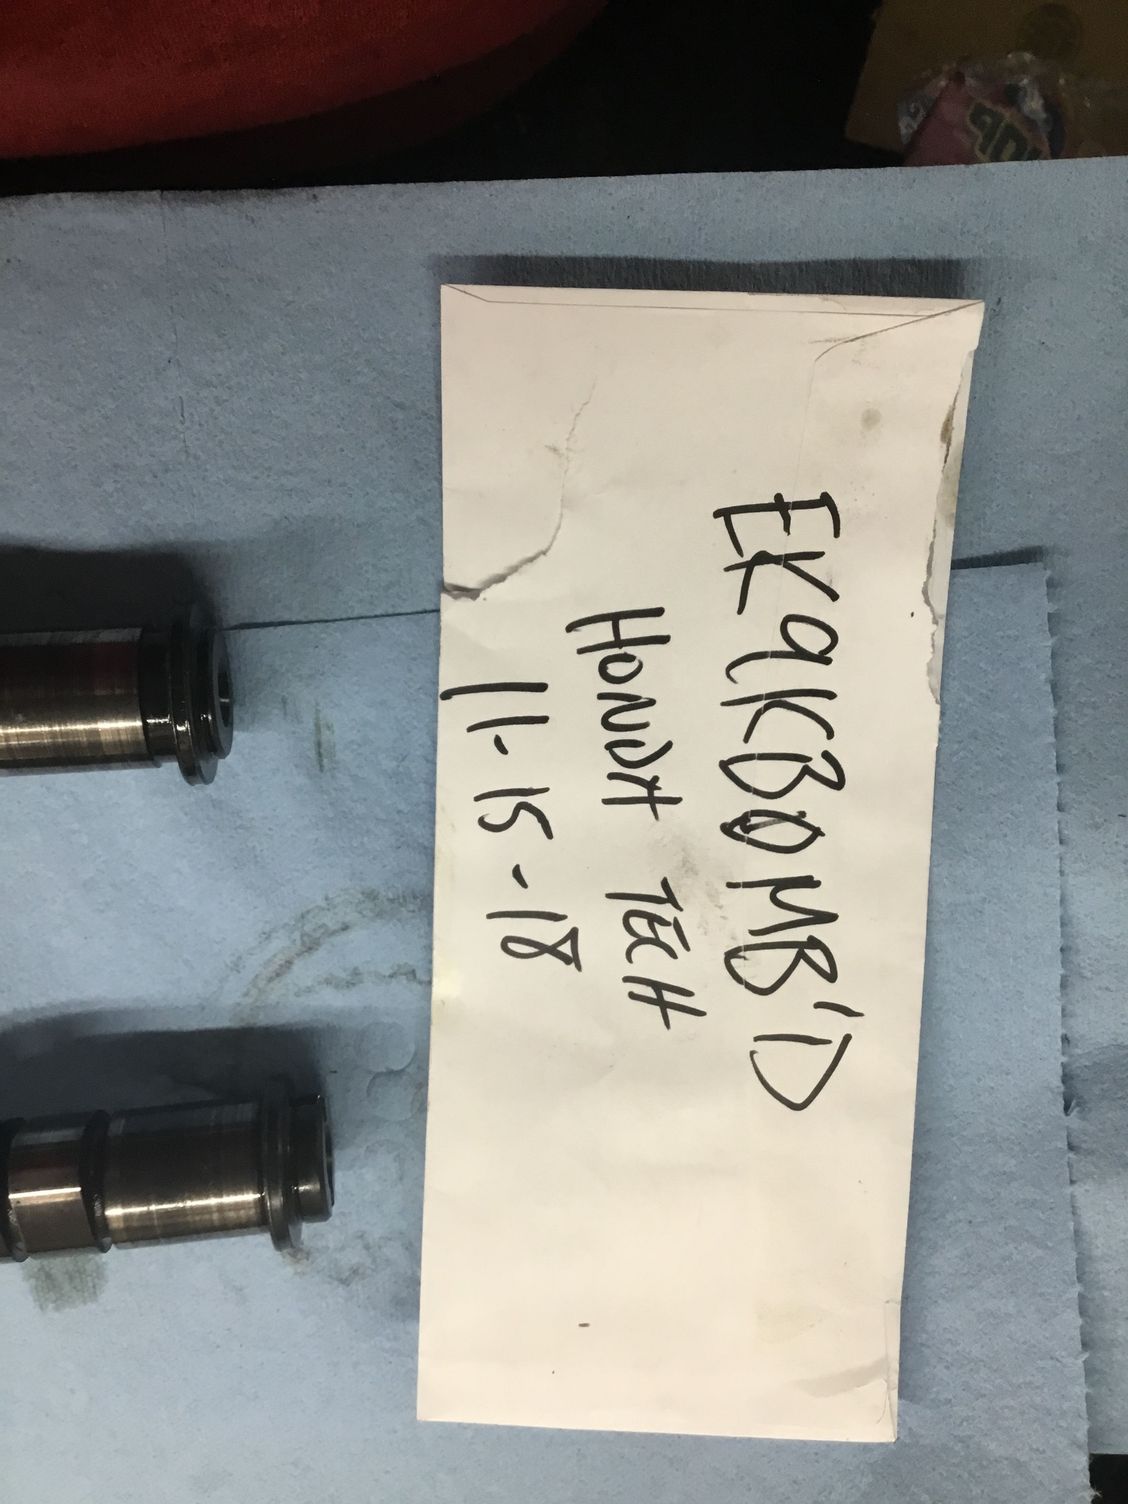 EK9KBOMB'D
HONDA TECH
11-15-18